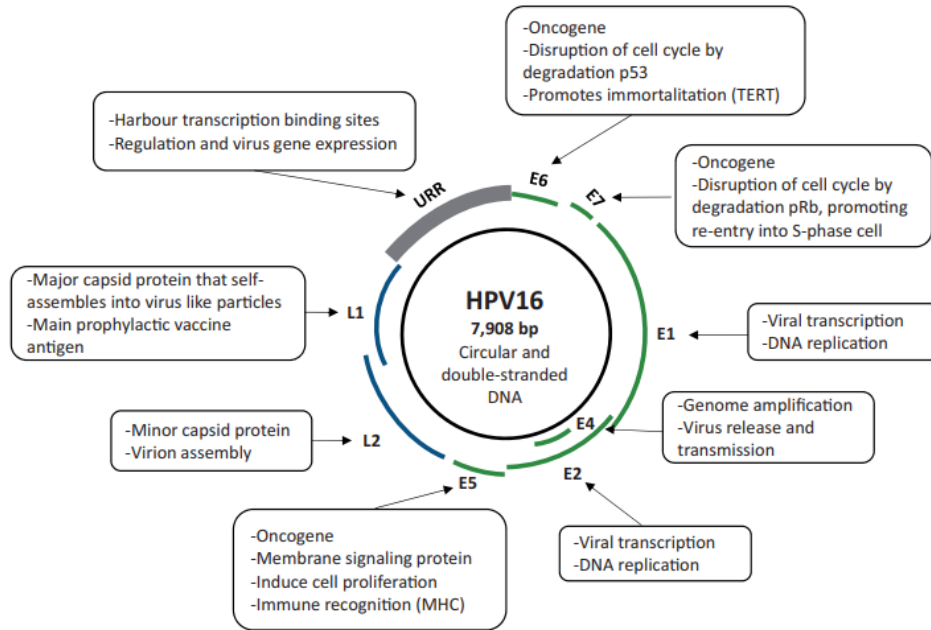 -Oncogene
-Disruption of cell cycle by
degradation p53
-Promotes immortalitation (TERT)
-Harbour transcription binding sites
-Regulation and virus gene expression
URR
E6
E7
-Oncogene
-Disruption of cell cycle by
degradation pRb, promoting
re-entry into S-phase cell
-Major capsid protein that self-
assembles into virus like particles
-Main prophylactic vaccine
antigen
L1
HPV16
7,908 bp
Circular and
double-stranded
DNA
E1
-Viral transcription
-DNA replication
-Minor capsid protein
-Virion assembly
L2
E4
-Genome amplification
-Virus release and
transmission
E5
E2
-Oncogene
-Membrane signaling protein
-Induce cell proliferation
-Immune recognition (MHC)
-Viral transcription
-DNA replication